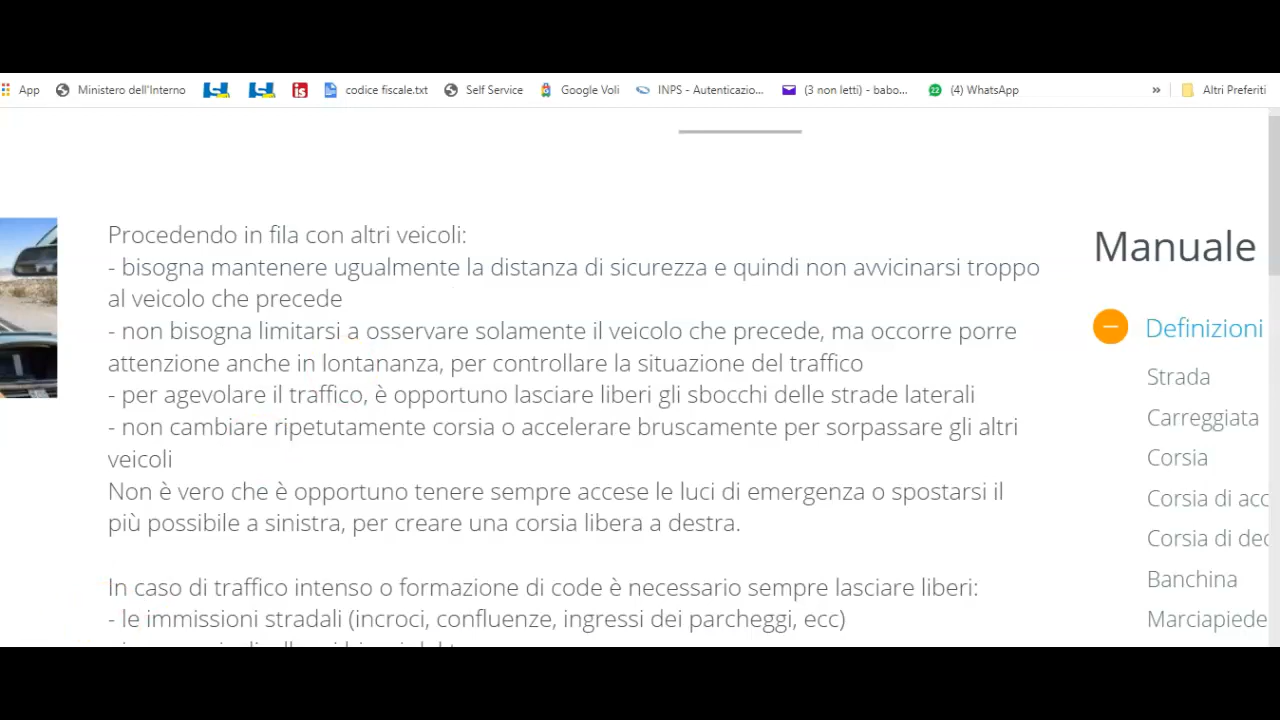 App Ministero dell'Interno codice fiscale.txt Self Service Google Voli INPS - Autenticazio... (3 non letti) - babo... (4) WhatsApp » Altri Preferiti
Procedendo in fila con altri veicoli:
- bisogna mantenere ugualmente la distanza di sicurezza e quindi non avvicinarsi troppo
al veicolo che precede
- non bisogna limitarsi a osservare solamente il veicolo che precede, ma occorre porre
attenzione anche in lontananza, per controllare la situazione del traffico
- per agevolare il traffico, è opportuno lasciare liberi gli sbocchi delle strade laterali
- non cambiare ripetutamente corsia o accelerare bruscamente per sorpassare gli altri
veicoli
Non è vero che è opportuno tenere sempre accese le luci di emergenza o spostarsi il
più possibile a sinistra, per creare una corsia libera a destra.
In caso di traffico intenso o formazione di code è necessario sempre lasciare liberi:
- le immissioni stradali (incroci, confluenze, ingressi dei parcheggi, ecc)
Manuale
Definizioni
Strada
Carreggiata
Corsia
Corsia di acc
Corsia di dec
Banchina
Marciapiede